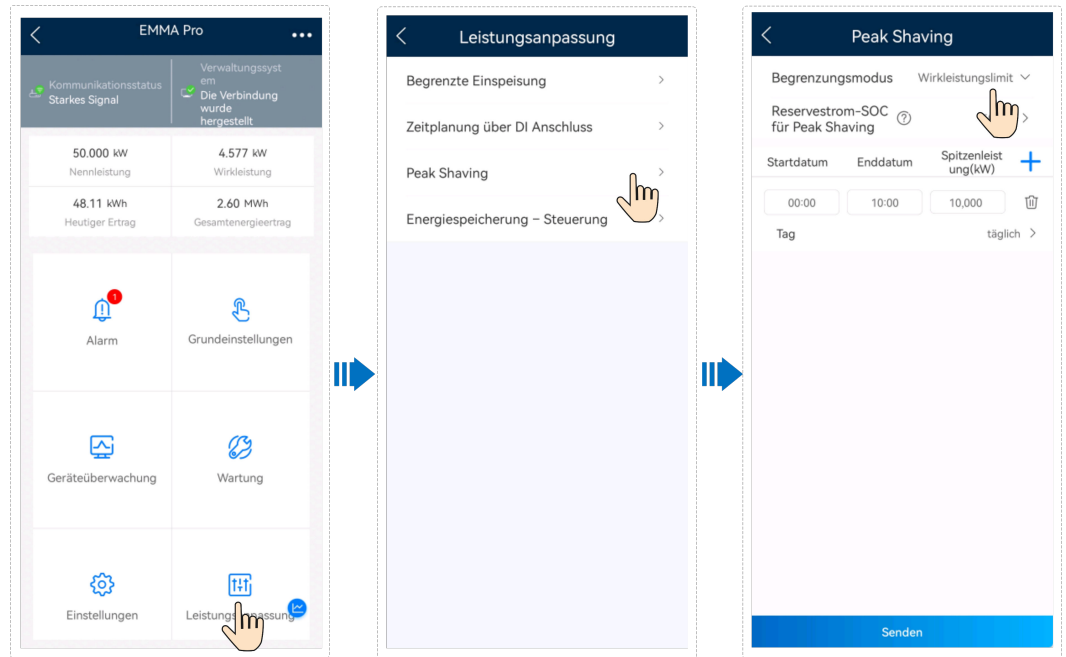 EMMA Pro
Kommunikationsstatus
Starkes Signal
Verwaltungssyst
em
Die Verbindung
wurde
hergestellt
50.000 kW
Nennleistung
4.577 kW
Wirkleistung
48.11 kWh
Heutiger Ertrag
2.60 MWh
Gesamtenergieertrag
1
Alarm
Grundeinstellungen
Geräteüberwachung
Wartung
Einstellungen
Leistungsanpassung
Leistungsanpassung
Begrenzte Einspeisung
Zeitplanung über DI Anschluss
Peak Shaving
Energiespeicherung – Steuerung
Peak Shaving
Begrenzungsmodus Wirkleistungslimit
Reservestrom-SOC
für Peak Shaving ?
Startdatum Enddatum Spitzenleist
ung(kW)
00:00 10:00 10,000
Tag täglich
Senden